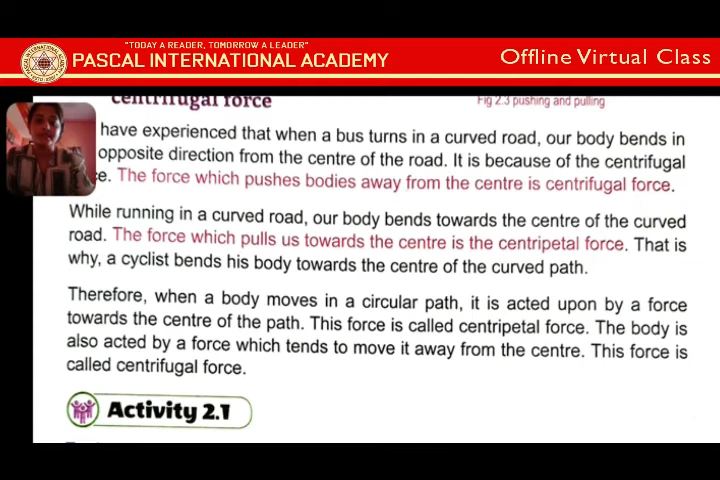 "TODAY A READER, TOMORROW A LEADER"
PASCAL INTERNATIONAL ACADEMY
Offline Virtual Class
centrifugal force
Fig 2.3 pushing and pulling
have experienced that when a bus turns in a curved road, our body bends in
opposite direction from the centre of the road. It is because of the centrifugal
ce. The force which pushes bodies away from the centre is centrifugal force.
While running in a curved road, our body bends towards the centre of the curved
road. The force which pulls us towards the centre is the centripetal force. That is
why, a cyclist bends his body towards the centre of the curved path.
Therefore, when a body moves in a circular path, it is acted upon by a force
towards the centre of the path. This force is called centripetal force. The body is
also acted by a force which tends to move it away from the centre. This force is
called centrifugal force.
Activity 2.1